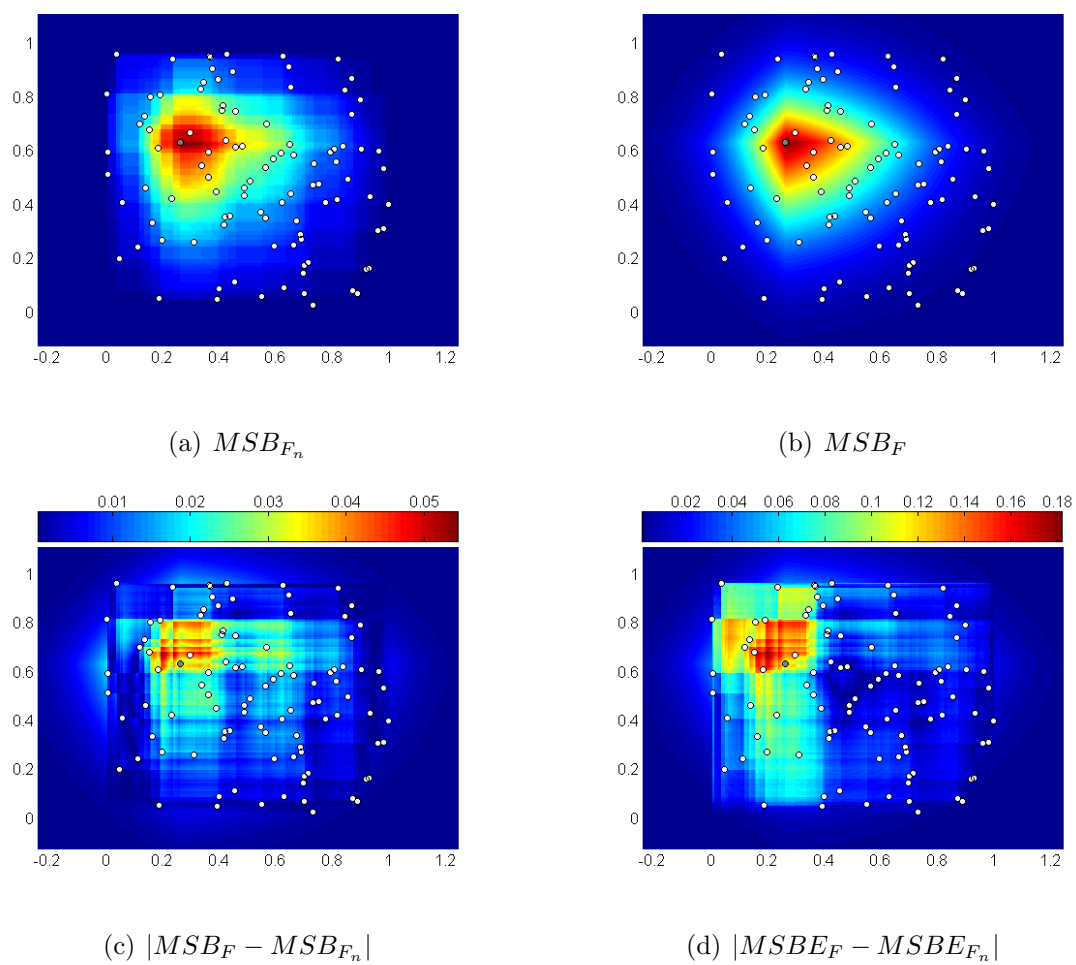 1
0.8
0.6
0.4
0.2
0
-0.2 0 0.2 0.4 0.6 0.8 1 1.2
(a) MSB_{F_n}
1
0.8
0.6
0.4
0.2
0
-0.2 0 0.2 0.4 0.6 0.8 1 1.2
(b) MSB_F
0.01 0.02 0.03 0.04 0.05
1
0.8
0.6
0.4
0.2
0
-0.2 0 0.2 0.4 0.6 0.8 1 1.2
(c) |MSB_F − MSB_{F_n}|
0.02 0.04 0.06 0.08 0.1 0.12 0.14 0.16 0.18
1
0.8
0.6
0.4
0.2
0
-0.2 0 0.2 0.4 0.6 0.8 1 1.2
(d) |MSBE_F − MSBE_{F_n}|